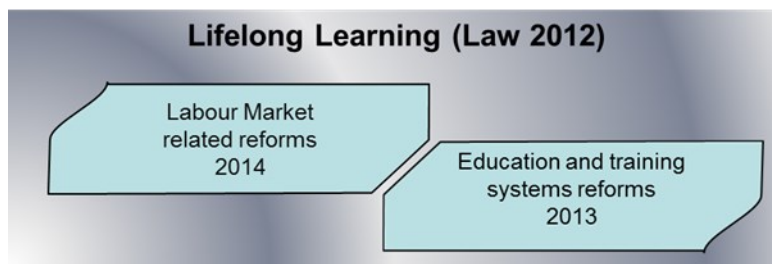 Lifelong Learning (Law 2012)
Labour Market
related reforms
2014
Education and training
systems reforms
2013